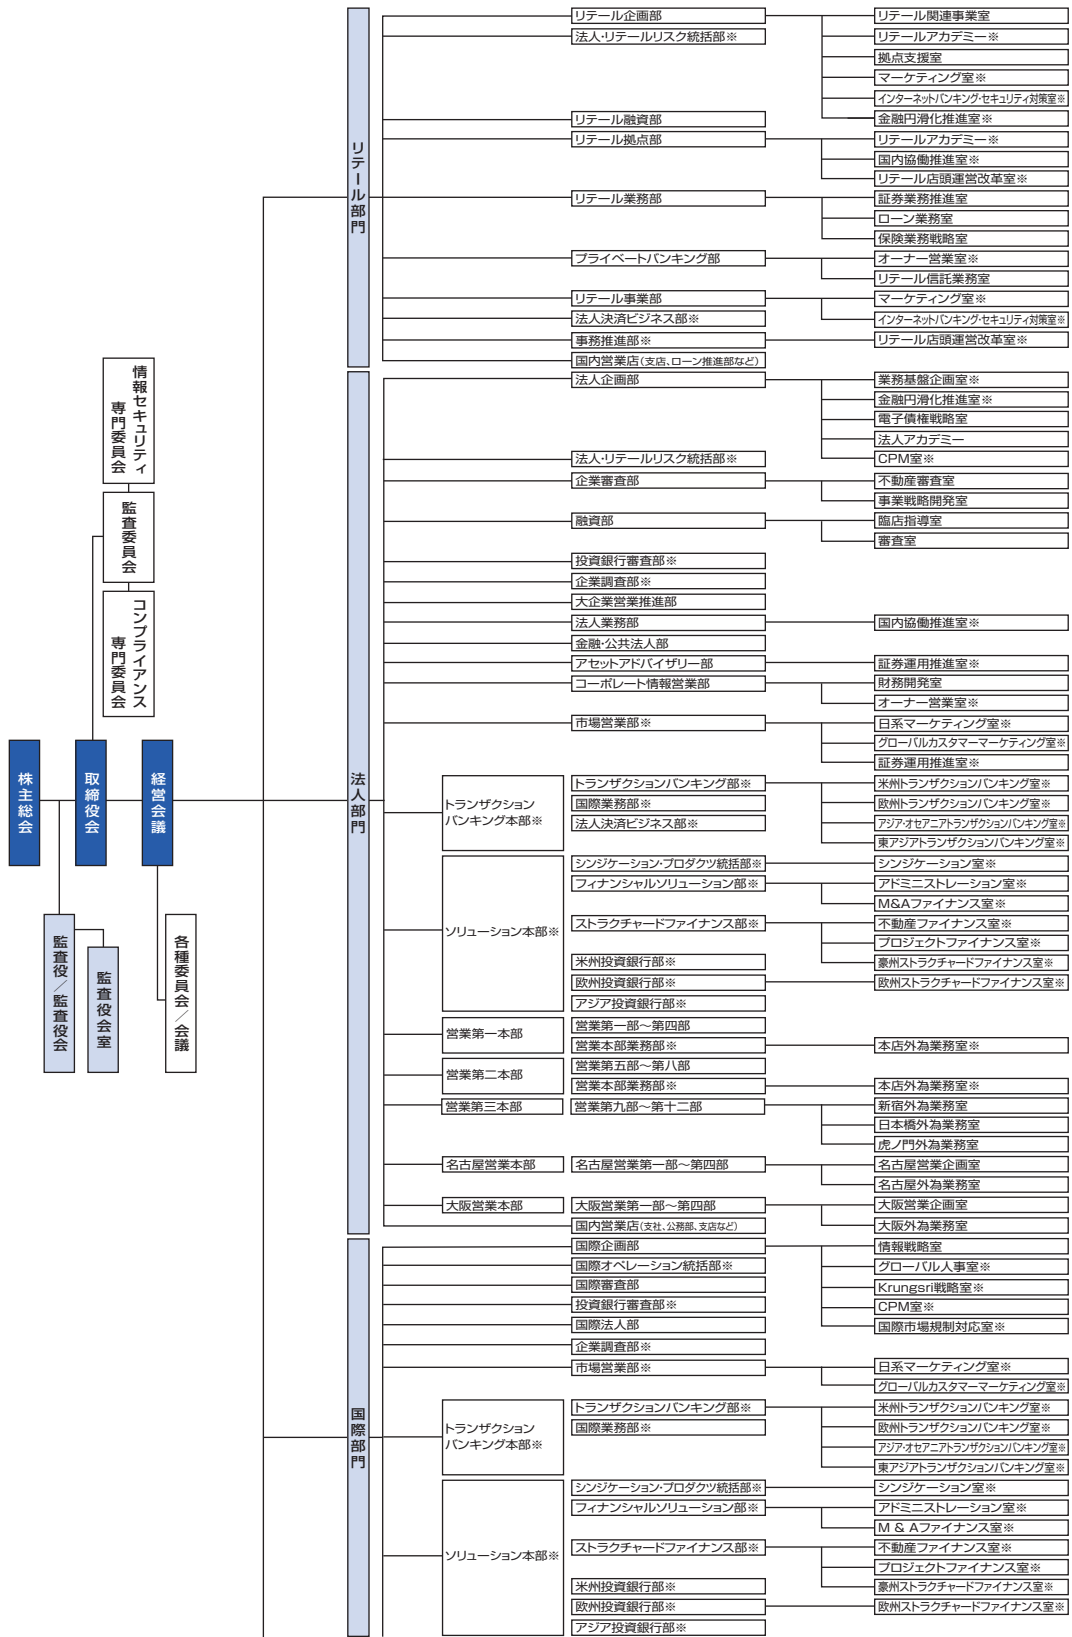 株主総会
取締役会
経営会議
監査役／監査役会
監査役会室
各種委員会／会議
情報セキュリティ
専門委員会
監査委員会
コンプライアンス
専門委員会
リテール部門
リテール企画部
リテール関連事業室
リテールアカデミー※
拠点支援室
マーケティング室※
インターネットバンキング・セキュリティ対策室※
金融円滑化推進室※
法人・リテールリスク統括部※
リテール融資部
リテール拠点部
リテールアカデミー※
国内協働推進室※
リテール店頭運営改革室※
リテール業務部
証券業務推進室
ローン業務室
保険業務戦略室
プライベートバンキング部
オーナー営業室※
リテール信託業務室
リテール事業部
マーケティング室※
インターネットバンキング・セキュリティ対策室※
法人決済ビジネス部※
事務推進部※
リテール店頭運営改革室※
国内営業店（支店、ローン推進部など）
法人部門
法人企画部
業務基盤企画室※
金融円滑化推進室※
電子債権戦略室
法人アカデミー
CPM室※
法人・リテールリスク統括部※
企業審査部
不動産審査室
事業戦略開発室
融資部
臨店指導室
審査室
投資銀行審査部※
企業調査部※
大企業営業推進部
法人業務部
国内協働推進室※
金融・公共法人部
アセットアドバイザリー部
証券運用推進室※
コーポレート情報営業部
財務開発室
オーナー営業室※
市場営業部※
日系マーケティング室※
グローバルカスタマーマーケティング室※
証券運用推進室※
トランザクション
バンキング本部※
トランザクションバンキング部※
米州トランザクションバンキング室※
欧州トランザクションバンキング室※
アジア・オセアニアトランザクションバンキング室※
東アジアトランザクションバンキング室※
国際業務部※
法人決済ビジネス部※
ソリューション本部※
シンジケーション・プロダクツ統括部※
シンジケーション室※
フィナンシャルソリューション部※
アドミニストレーション室※
M&Aファイナンス室※
ストラクチャードファイナンス部※
不動産ファイナンス室※
プロジェクトファイナンス室※
豪州ストラクチャードファイナンス室※
米州投資銀行部※
欧州投資銀行部※
欧州ストラクチャードファイナンス室※
アジア投資銀行部※
営業第一本部
営業第一部～第四部
営業本部業務部※
本店外為業務室※
営業第二本部
営業第五部～第八部
営業本部業務部※
本店外為業務室※
営業第三本部
営業第九部～第十二部
新宿外為業務室
日本橋外為業務室
虎ノ門外為業務室
名古屋営業本部
名古屋営業第一部～第四部
名古屋営業企画室
名古屋外為業務室
大阪営業本部
大阪営業第一部～第四部
大阪営業企画室
大阪外為業務室
国内営業店（支社、公務部、支店など）
国際部門
国際企画部
情報戦略室
グローバル人事室※
Krungsri戦略室※
CPM室※
国際市場規制対応室※
国際オペレーション統括部※
国際審査部
投資銀行審査部※
国際法人部
企業調査部※
市場営業部※
日系マーケティング室※
グローバルカスタマーマーケティング室※
トランザクション
バンキング本部※
トランザクションバンキング部※
米州トランザクションバンキング室※
欧州トランザクションバンキング室※
アジア・オセアニアトランザクションバンキング室※
東アジアトランザクションバンキング室※
国際業務部※
ソリューション本部※
シンジケーション・プロダクツ統括部※
シンジケーション室※
フィナンシャルソリューション部※
アドミニストレーション室※
M & Aファイナンス室※
ストラクチャードファイナンス部※
不動産ファイナンス室※
プロジェクトファイナンス室※
豪州ストラクチャードファイナンス室※
米州投資銀行部※
欧州投資銀行部※
欧州ストラクチャードファイナンス室※
アジア投資銀行部※